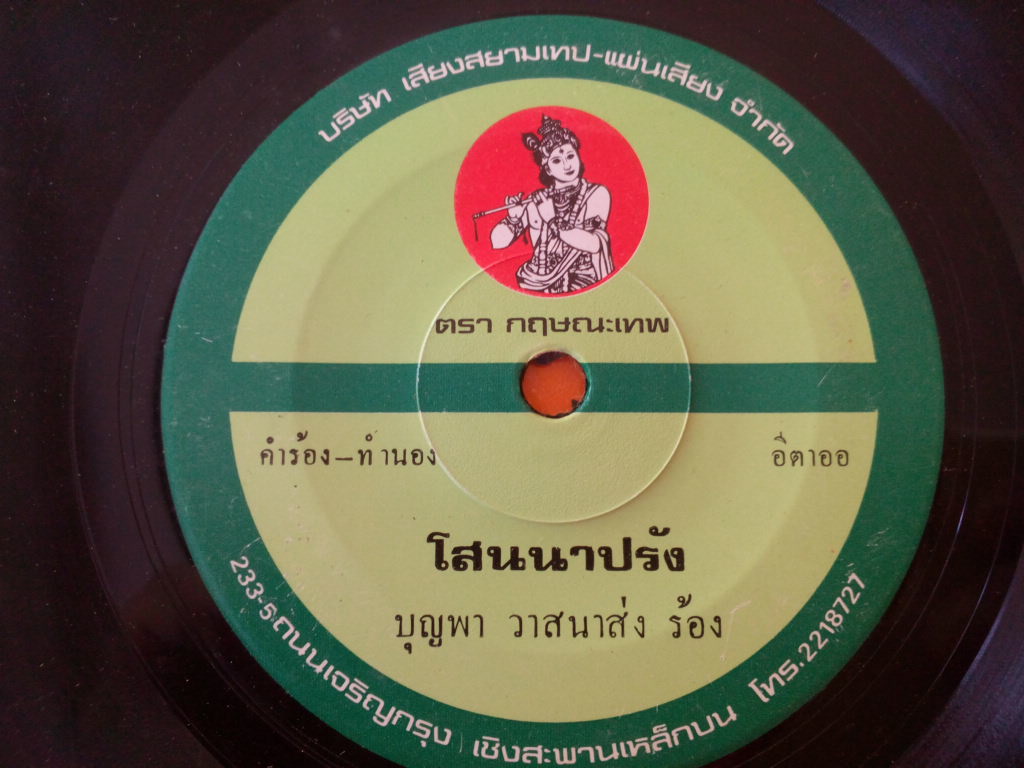 บริษัท เสียงสยามเทป-แผ่นเสียง จำกัด
ตรา กฤษณะเทพ
คำร้อง-ทำนอง อีตาออ
โสนนาปรัง
บุญพา วาสนาส่ง ร้อง
233-5 ถนนเจริญกรุง เชิงสะพานเหล็กบน โทร.2218727